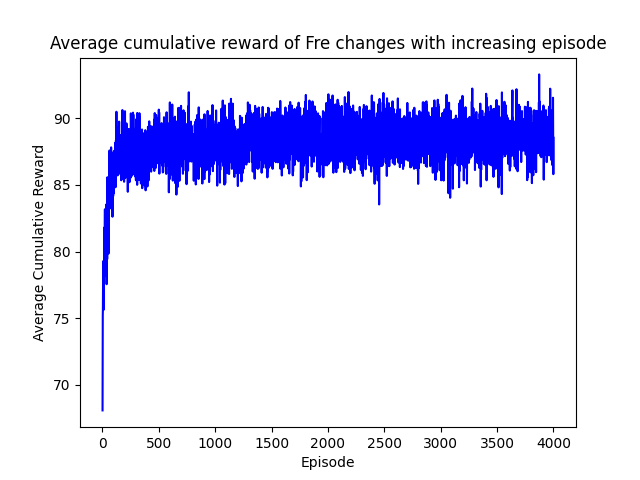 Average cumulative reward of Fre changes with increasing episode
Average Cumulative Reward
90
85
80
75
70
0 500 1000 1500 2000 2500 3000 3500 4000
Episode